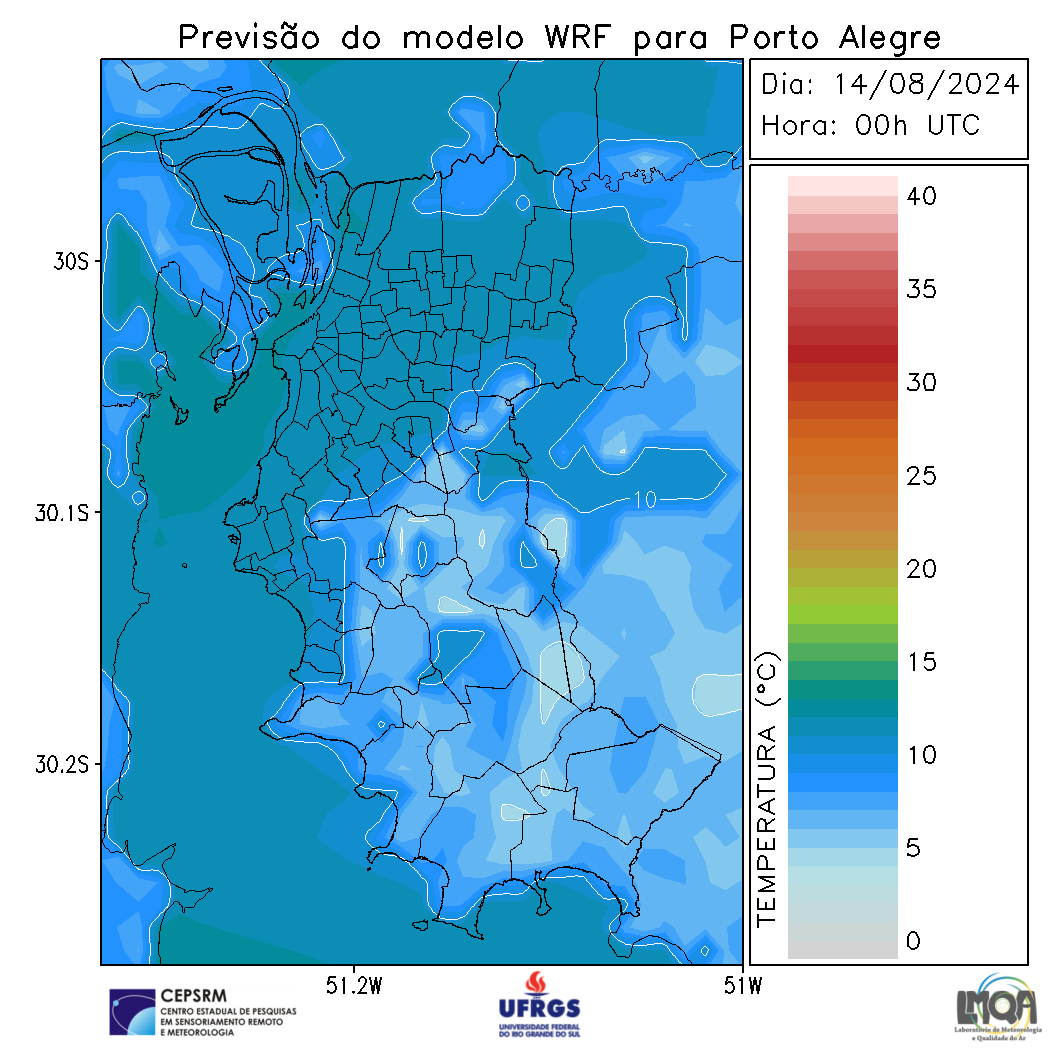 Previsão do modelo WRF para Porto Alegre
Dia: 14/08/2024
Hora: 00h UTC
40
35
30
25
20
15
10
5
0
TEMPERATURA (°C)
30S
30.1S
30.2S
10
51.2W
51W
CEPSRM
CENTRO ESTADUAL DE PESQUISAS
EM SENSORIAMENTO REMOTO
E METEOROLOGIA
UFRGS
UNIVERSIDADE FEDERAL
DO RIO GRANDE DO SUL
LMQA
Laboratório de Meteorologia
e Qualidade do Ar